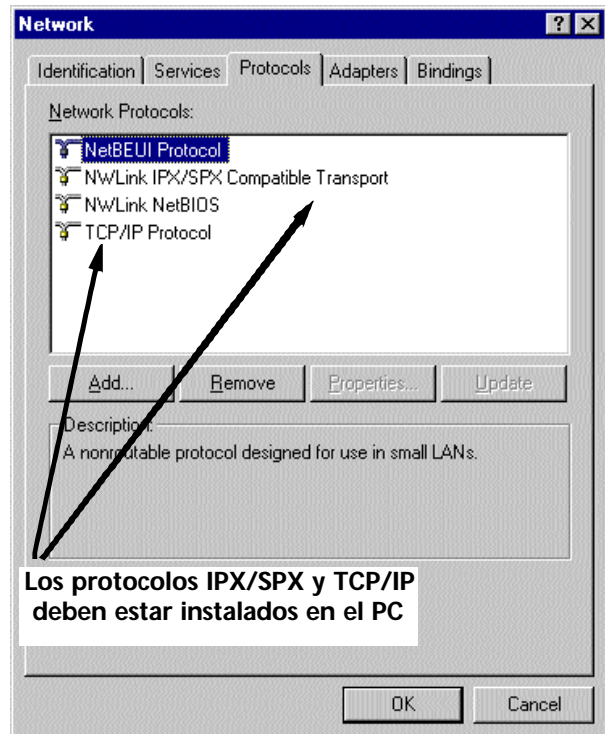 Network
Identification Services Protocols Adapters Bindings
Network Protocols:
NetBEUI Protocol
NWLink IPX/SPX Compatible Transport
NWLink NetBIOS
TCP/IP Protocol
Add... Remove Properties... Update
Description:
A nonroutable protocol designed for use in small LANs.
Los protocolos IPX/SPX y TCP/IP
deben estar instalados en el PC
OK Cancel